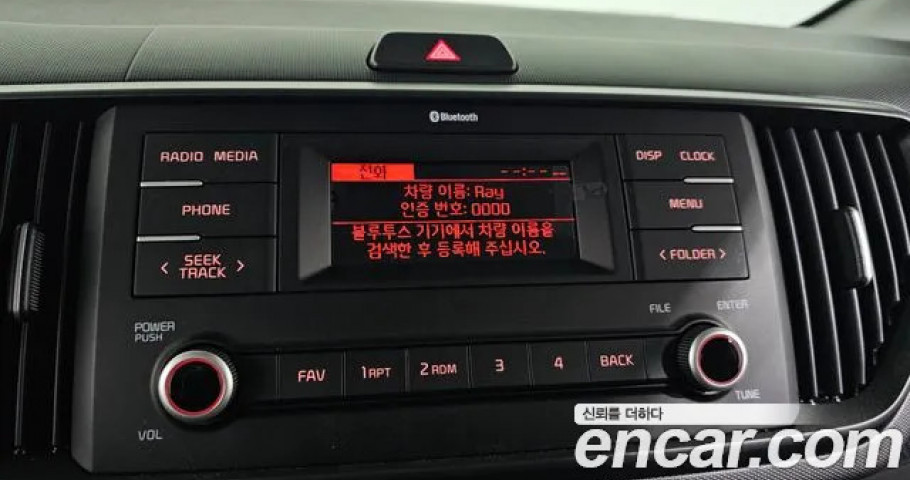 Bluetooth
RADIO MEDIA
PHONE
< SEEK TRACK >
전화 --:--
차량 이름: Ray
인증 번호: 0000
블루투스 기기에서 차량 이름을
검색한 후 등록해 주십시오.
DISP CLOCK
MENU
< FOLDER >
POWER
PUSH
VOL
FAV 1 RPT 2 RDM 3 4 BACK
FILE
ENTER
TUNE
신뢰를 더하다
encar.com